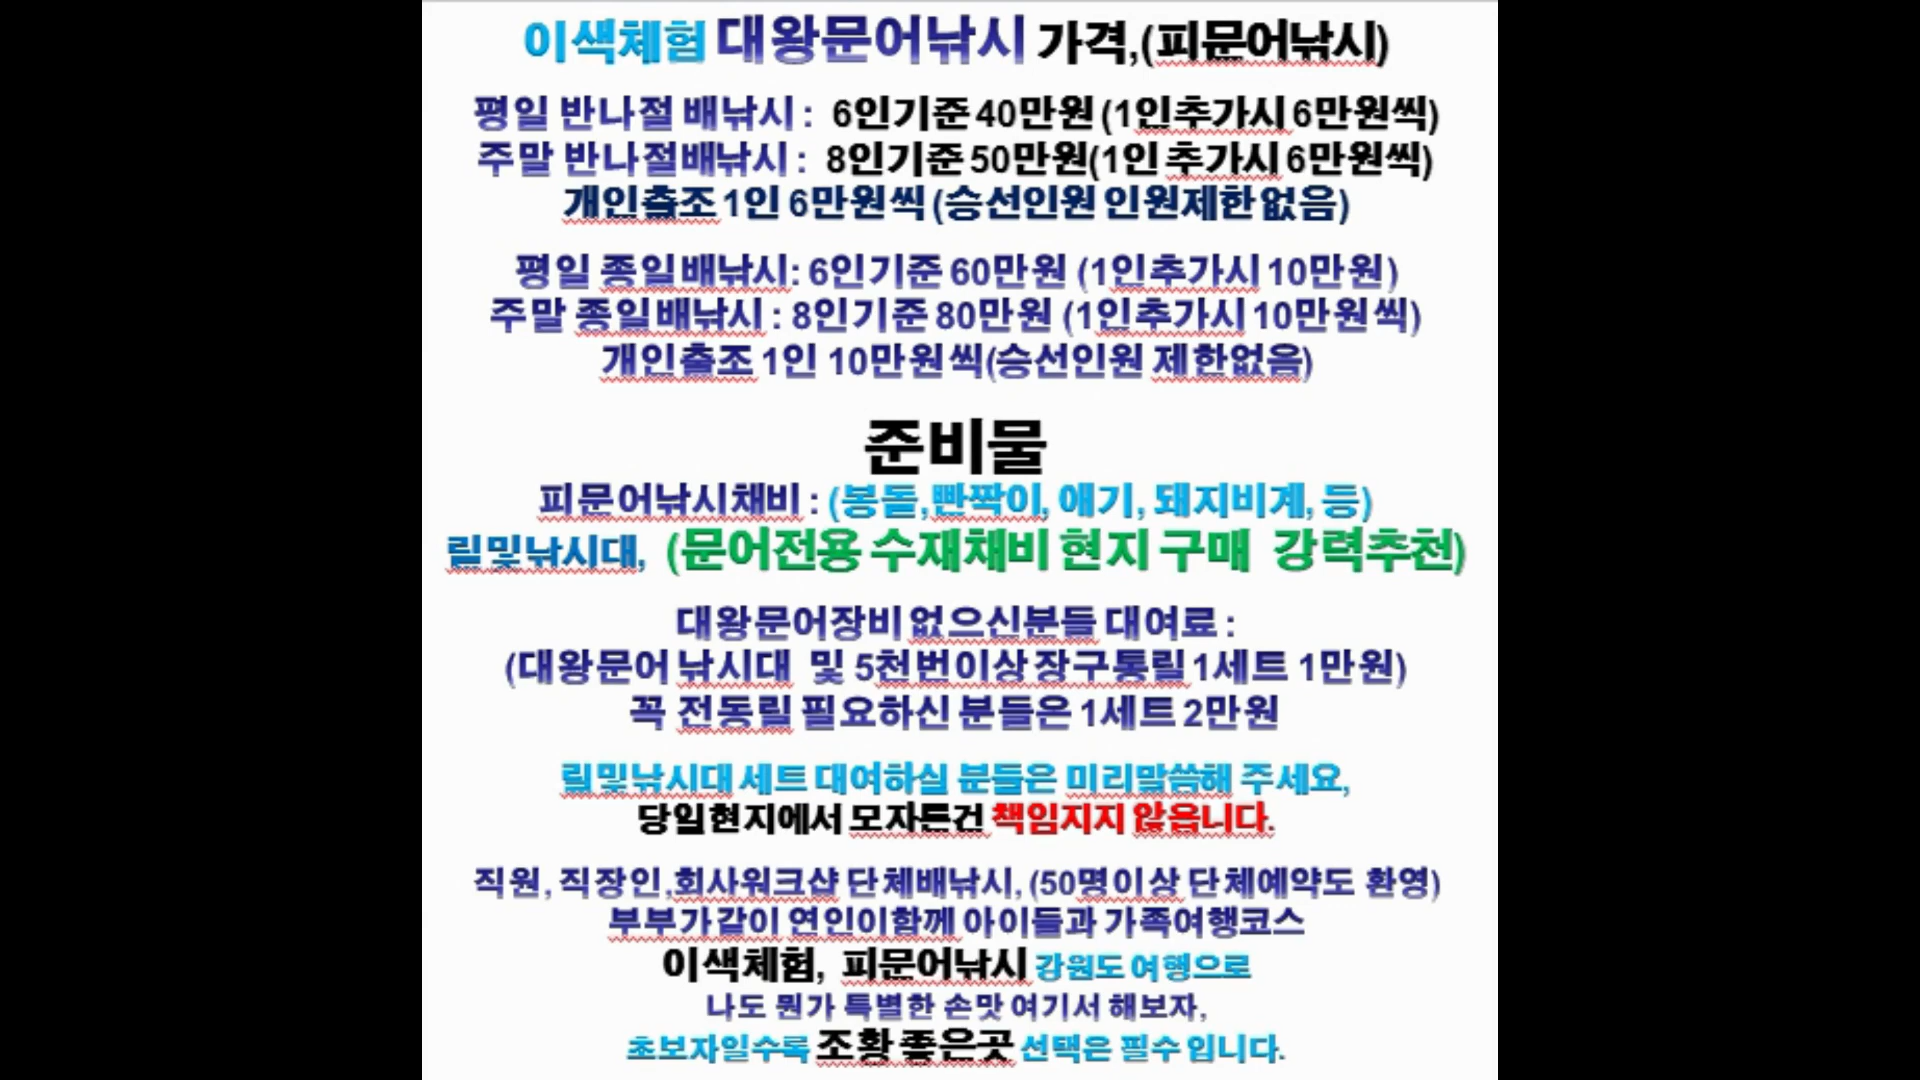 이색체험 대왕문어낚시 가격,(피문어낚시)
평일 반나절 배낚시 : 6인기준 40만원 (1인추가시 6만원씩)
주말 반나절배낚시 : 8인기준 50만원(1인 추가시 6만원씩)
개인출조 1인 6만원씩 (승선인원 인원제한없음)
평일 종일배낚시: 6인기준 60만원 (1인추가시 10만원)
주말 종일배낚시 : 8인기준 80만원 (1인추가시 10만원씩)
개인출조 1인 10만원씩(승선인원 제한없음)
준비물
피문어낚시채비 : (봉돌,빤짝이, 애기, 돼지비계, 등)
릴및낚시대, (문어전용 수재채비 현지 구매 강력추천)
대왕문어장비 없으신분들 대여료 :
(대왕문어 낚시대 및 5천번이상 장구통릴 1세트 1만원)
꼭 전동릴 필요하신 분들은 1세트 2만원
릴및낚시대 세트 대여하실 분들은 미리말씀해 주세요,
당일현지에서 모자튼건 책임지지 않읍니다.
직원, 직장인,회사워크샵 단체배낚시, (50명이상 단체예약도 환영)
부부가같이 연인이함께 아이들과 가족여행코스
이색체험, 피문어낚시 강원도 여행으로
나도 뭔가 특별한 손맛 여기서 해보자,
초보자일수록 조황 좋은곳 선택은 필수 입니다.